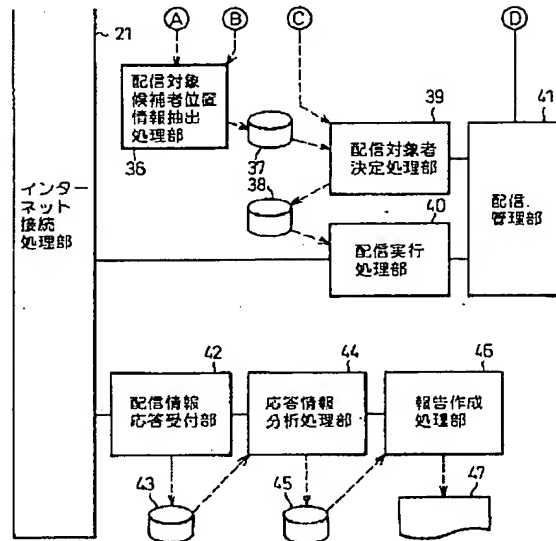 A
B
C
D
21
配信対象
候補者位置
情報抽出
処理部
36
37
38
39
配信対象者
決定処理部
40
配信実行
処理部
41
配信
管理部
インター
ネット
接続
処理部
42
配信情報
応答受付部
43
44
応答情報
分析処理部
45
46
報告作成
処理部
47